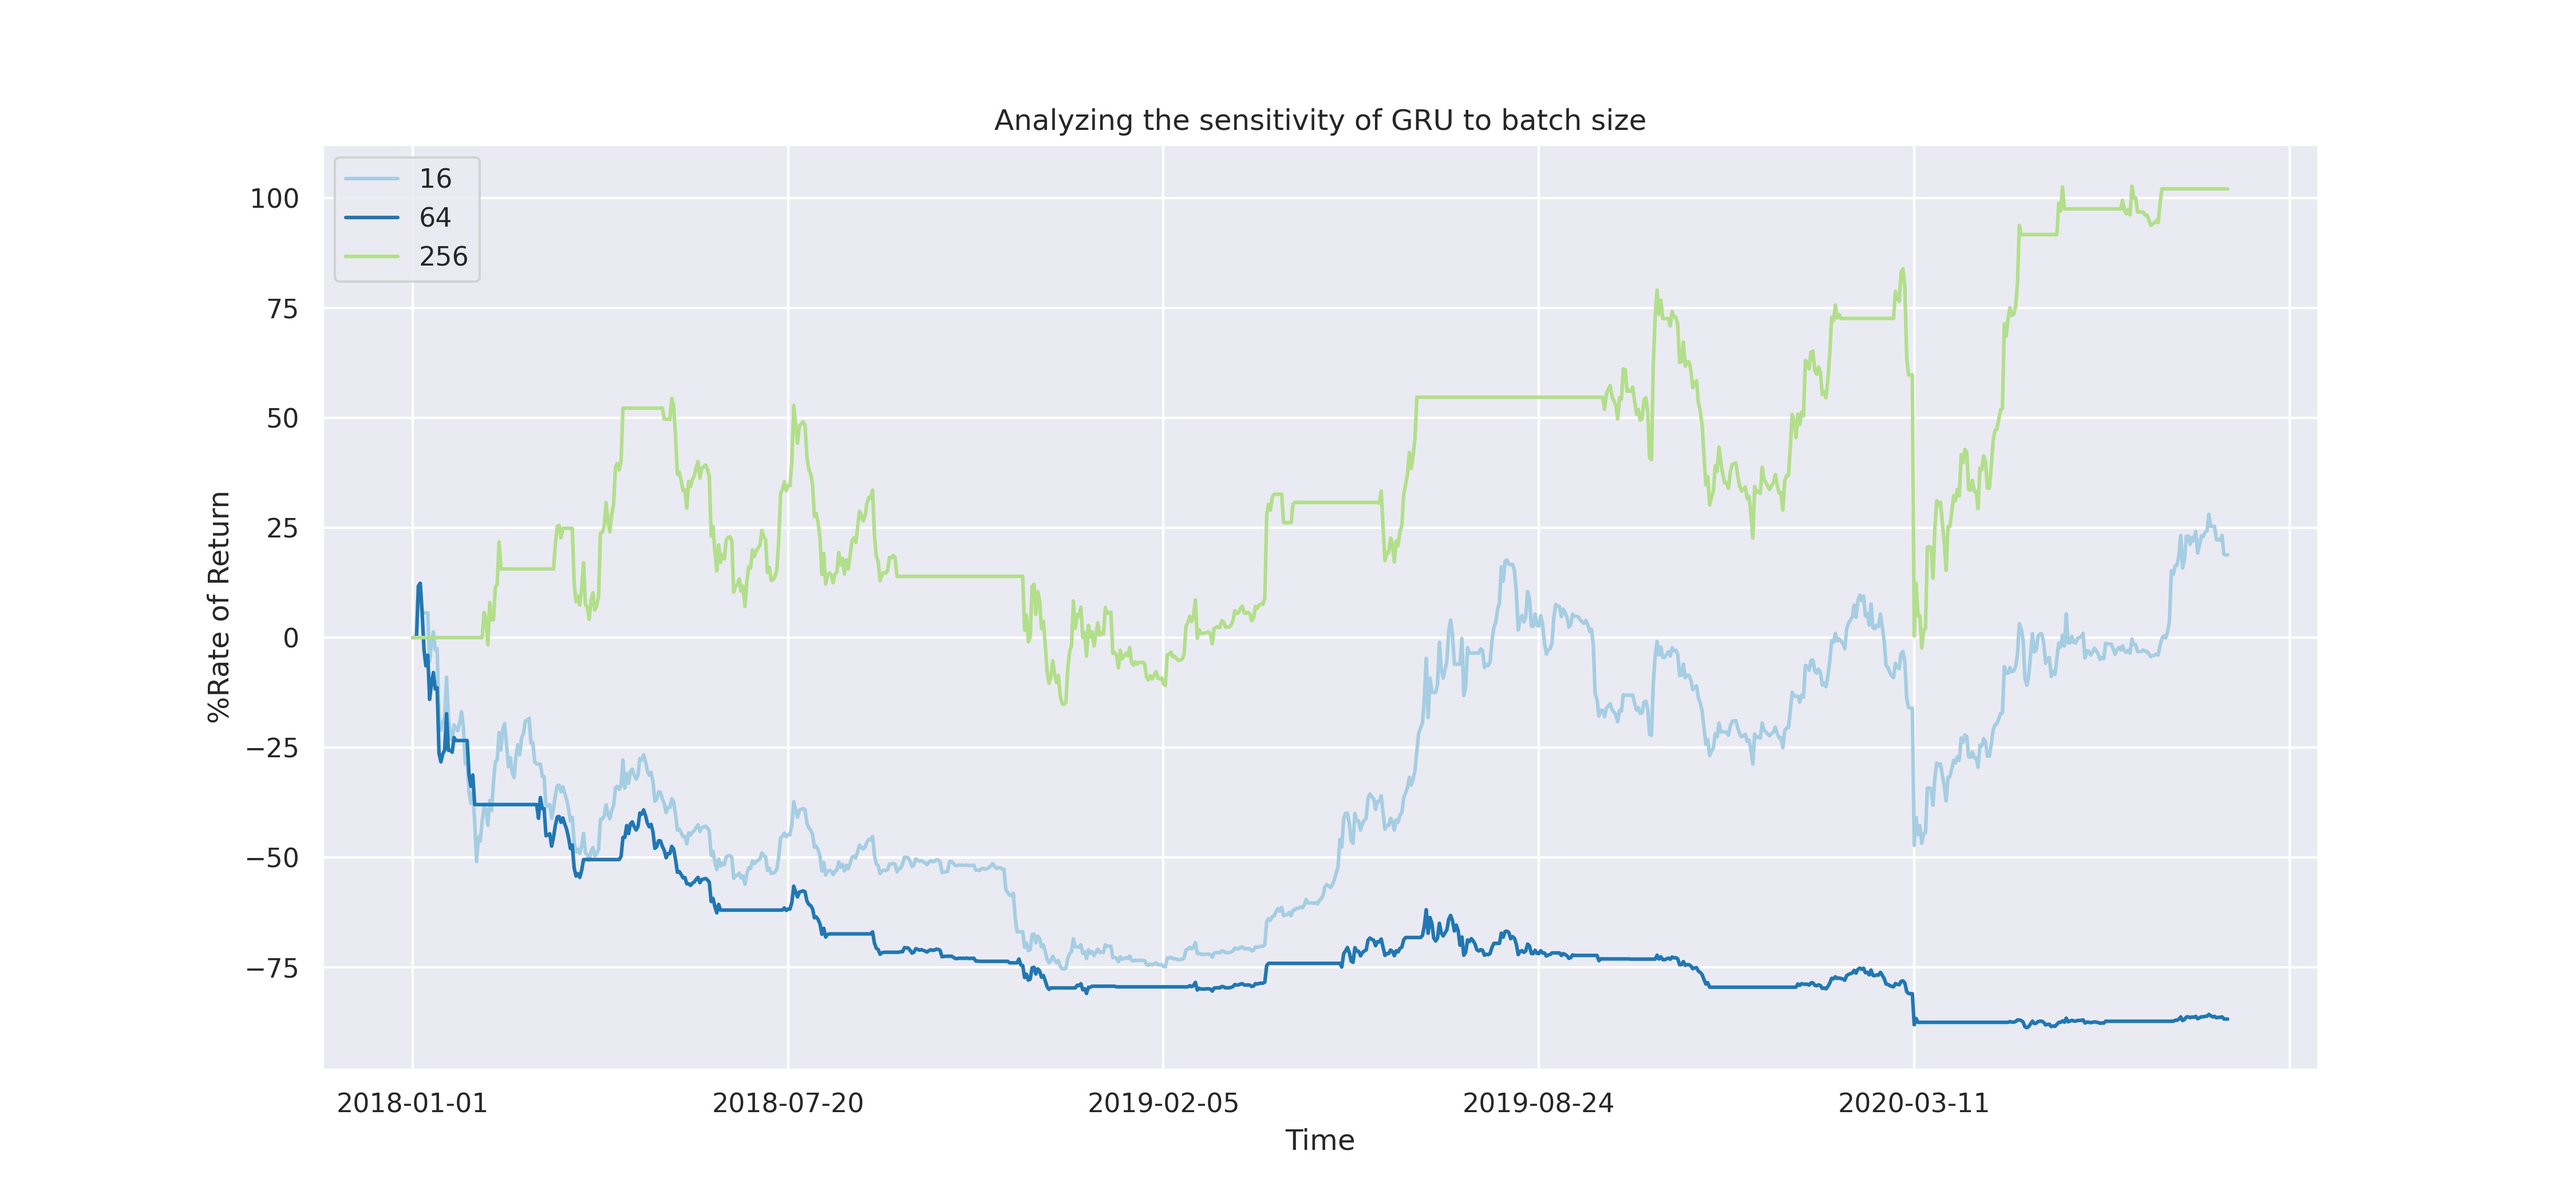 Analyzing the sensitivity of GRU to batch size
16
64
256
100
75
50
25
0
−25
−50
−75
%Rate of Return
2018-01-01 2018-07-20 2019-02-05 2019-08-24 2020-03-11
Time